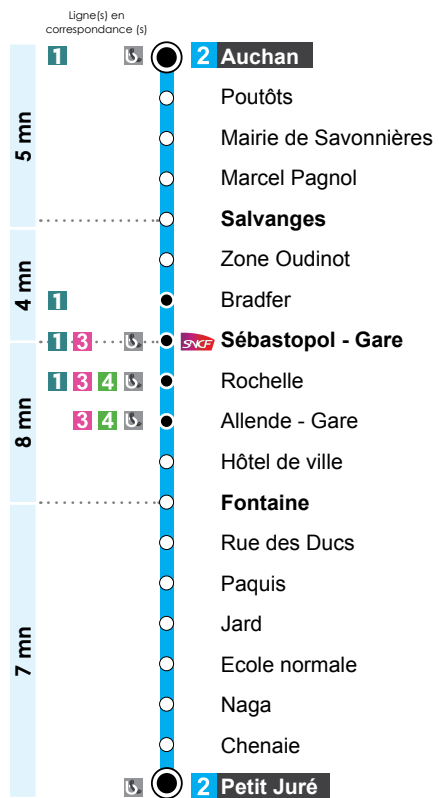 Ligne(s) en
correspondance (s)
1 2 Auchan
Poutôts
Mairie de Savonnières
Marcel Pagnol
5 mn
Salvanges
Zone Oudinot
4 mn
1 Bradfer
1 3 SNCF Sébastopol - Gare
1 3 4 Rochelle
3 4 Allende - Gare
8 mn
Hôtel de ville
Fontaine
Rue des Ducs
Paquis
Jard
7 mn
Ecole normale
Naga
Chenaie
2 Petit Juré